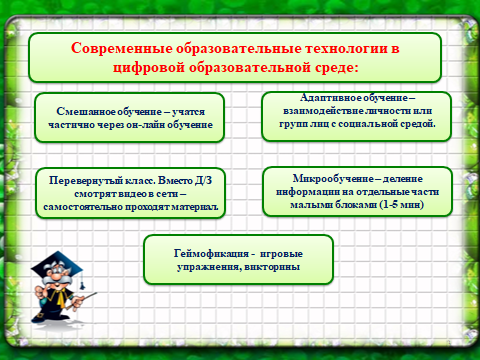 Современные образовательные технологии в
цифровой образовательной среде:
Смешанное обучение – учатся
частично через он-лайн обучение
Адаптивное обучение –
взаимодействие личности или
групп лиц с социальной средой.
Перевернутый класс. Вместо Д/З
смотрят видео в сети –
самостоятельно проходят материал.
Микрообучение – деление
информации на отдельные части
малыми блоками (1-5 мин)
Геймофикация - игровые
упражнения, викторины